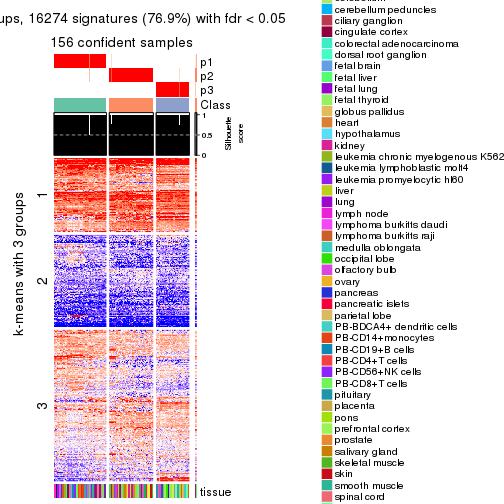 ups, 16274 signatures (76.9%) with fdr < 0.05
156 confident samples
p1
p2
p3
Class
1
0.5
0
Silhouette
score
k-means with 3 groups
1
2
3
tissue
cerebellum peduncles
ciliary ganglion
cingulate cortex
colorectal adenocarcinoma
dorsal root ganglion
fetal brain
fetal liver
fetal lung
fetal thyroid
globus pallidus
heart
hypothalamus
kidney
leukemia chronic myelogenous K562
leukemia lymphoblastic molt4
leukemia promyelocytic hl60
liver
lung
lymph node
lymphoma burkitts daudi
lymphoma burkitts raji
medulla oblongata
occipital lobe
olfactory bulb
ovary
pancreas
pancreatic islets
parietal lobe
PB-BDCA4+ dendritic cells
PB-CD14+monocytes
PB-CD19+B cells
PB-CD4+T cells
PB-CD56+NK cells
PB-CD8+T cells
pituitary
placenta
pons
prefrontal cortex
prostate
salivary gland
skeletal muscle
skin
smooth muscle
spinal cord